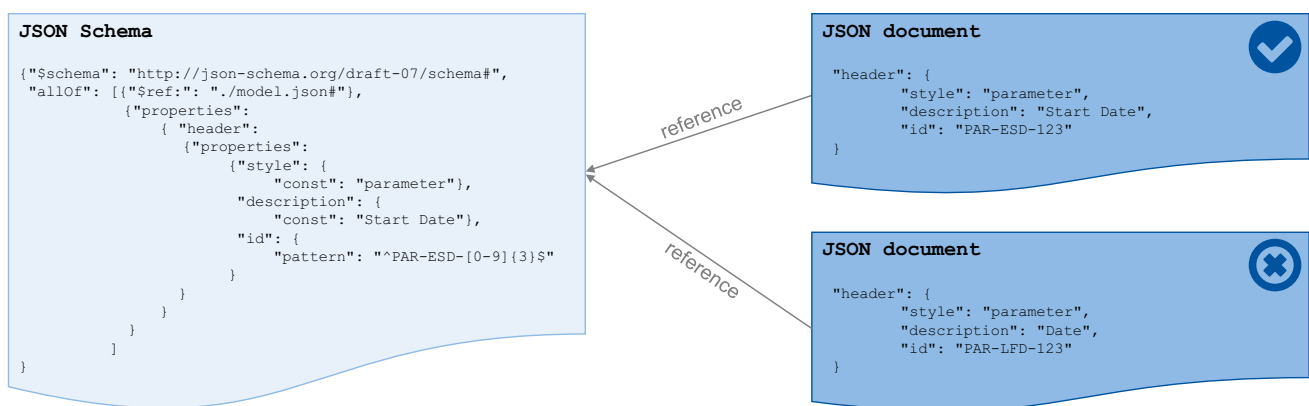 JSON Schema
{"$schema": "http://json-schema.org/draft-07/schema#",
"allOf": [{"$ref:": "./model.json#"},
{"properties":
{ "header":
{"properties":
{"style": {
"const": "parameter"},
"description": {
"const": "Start Date"},
"id": {
"pattern": "^PAR-ESD-[0-9]{3}$"
}
}
}
}
]
}
reference
reference
JSON document
"header": {
"style": "parameter",
"description": "Start Date",
"id": "PAR-ESD-123"
}
JSON document
"header": {
"style": "parameter",
"description": "Date",
"id": "PAR-LFD-123"
}